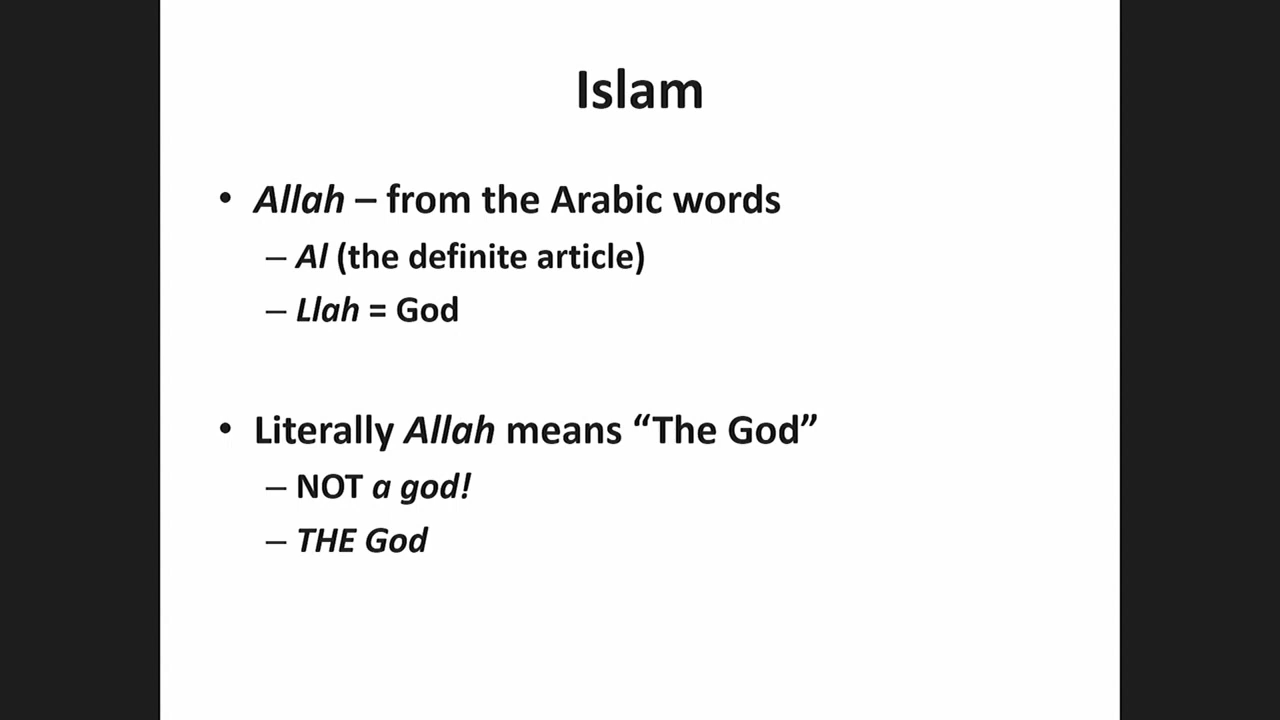 Islam
• Allah – from the Arabic words
– Al (the definite article)
– Llah = God
• Literally Allah means “The God”
– NOT a god!
– THE God